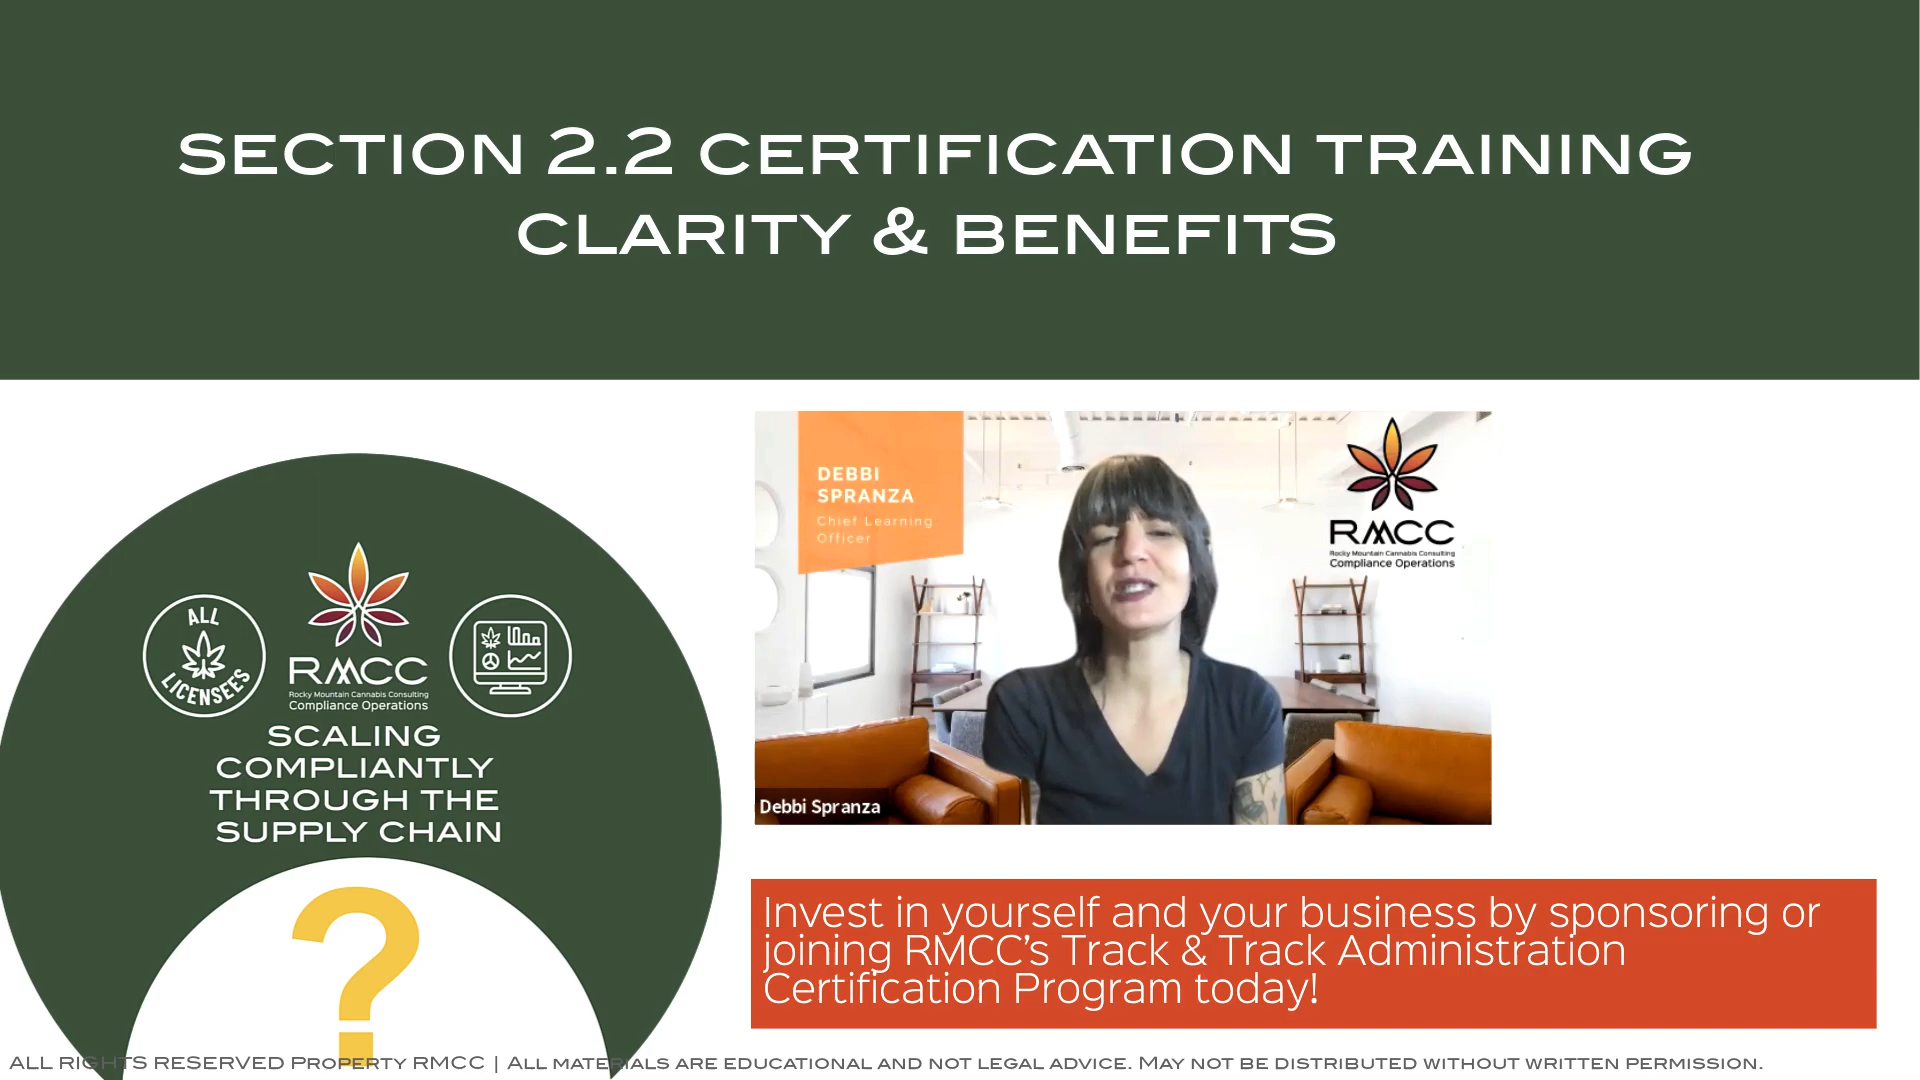 SECTION 2.2 CERTIFICATION TRAINING
CLARITY & BENEFITS
DEBBI
SPRANZA
Chief Learning
Officer
RMCC
Rocky Mountain Cannabis Consulting
Compliance Operations
Debbi Spranza
ALL
LICENSEES
RMCC
Rocky Mountain Cannabis Consulting
Compliance Operations
SCALING
COMPLIANTLY
THROUGH THE
SUPPLY CHAIN
?
Invest in yourself and your business by sponsoring or
joining RMCC’s Track & Track Administration
Certification Program today!
ALL RIGHTS RESERVED PROPERTY RMCC | ALL MATERIALS ARE EDUCATIONAL AND NOT LEGAL ADVICE. MAY NOT BE DISTRIBUTED WITHOUT WRITTEN PERMISSION.